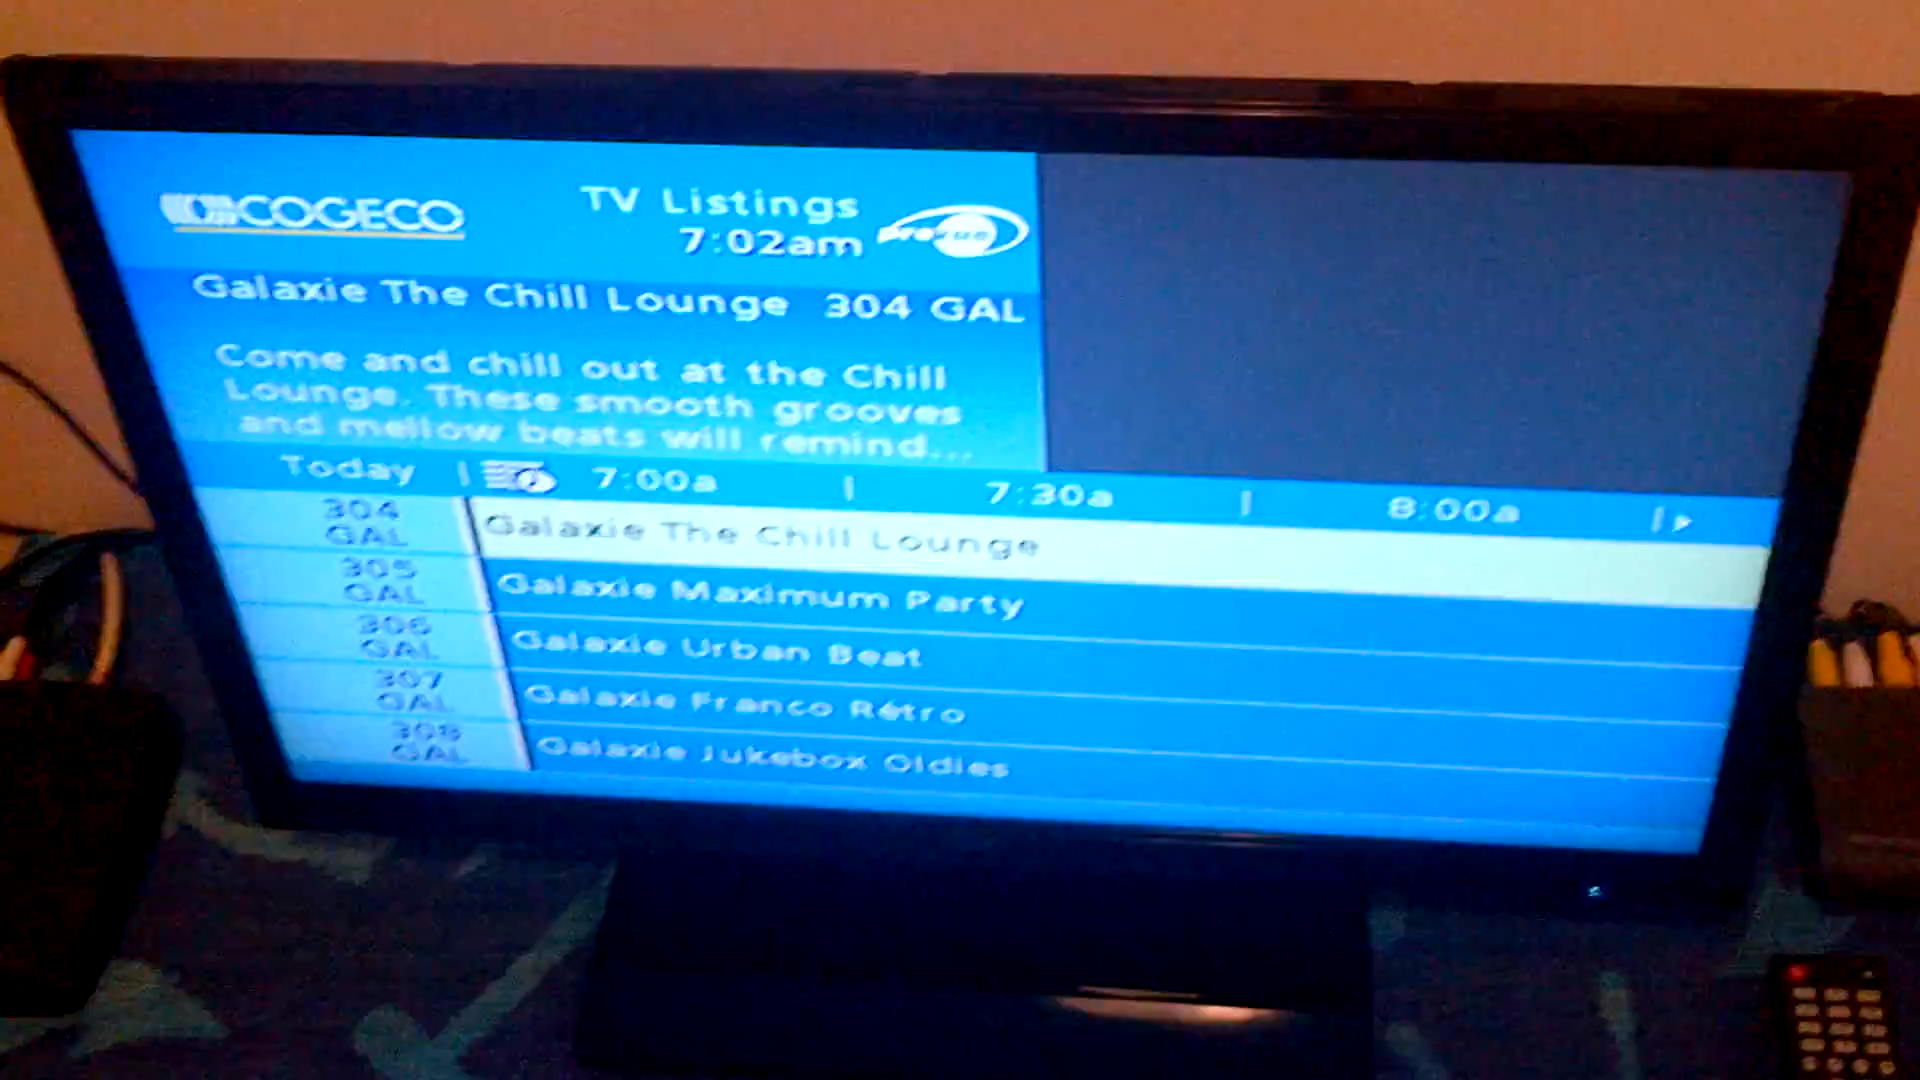 COGECO
TV Listings
7:02am
prevue
Galaxie The Chill Lounge 304 GAL
Come and chill out at the Chill
Lounge. These smooth grooves
and mellow beats will remind...
Today 7:00a 7:30a 8:00a
304 GAL Galaxie The Chill Lounge
305 GAL Galaxie Maximum Party
306 GAL Galaxie Urban Beat
307 GAL Galaxie Franco Rétro
308 GAL Galaxie Jukebox Oldies